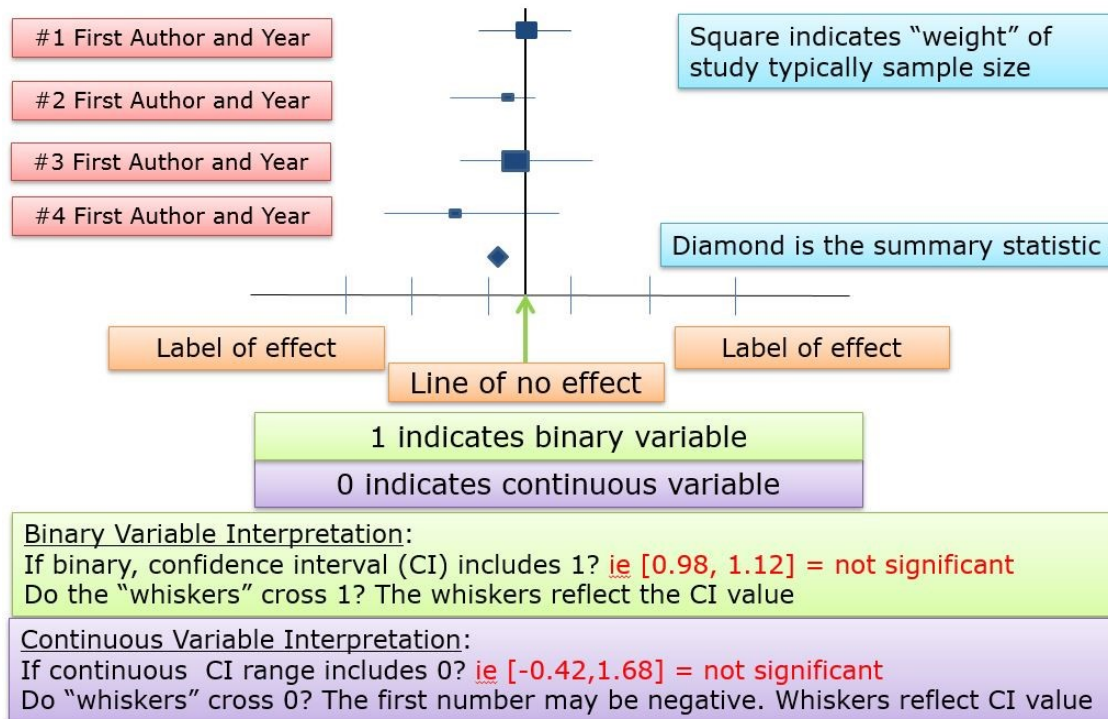 #1 First Author and Year
Square indicates “weight” of
study typically sample size
#2 First Author and Year
#3 First Author and Year
#4 First Author and Year
Diamond is the summary statistic
Label of effect
Label of effect
Line of no effect
1 indicates binary variable
0 indicates continuous variable
Binary Variable Interpretation:
If binary, confidence interval (CI) includes 1? ie [0.98, 1.12] = not significant
Do the “whiskers” cross 1? The whiskers reflect the CI value
Continuous Variable Interpretation:
If continuous CI range includes 0? ie [-0.42,1.68] = not significant
Do “whiskers” cross 0? The first number may be negative. Whiskers reflect CI value